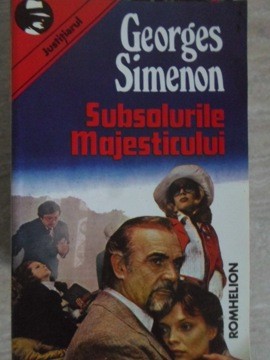 Justițiarul
Georges
Simenon
Subsolurile
Majesticului
ROMHELION